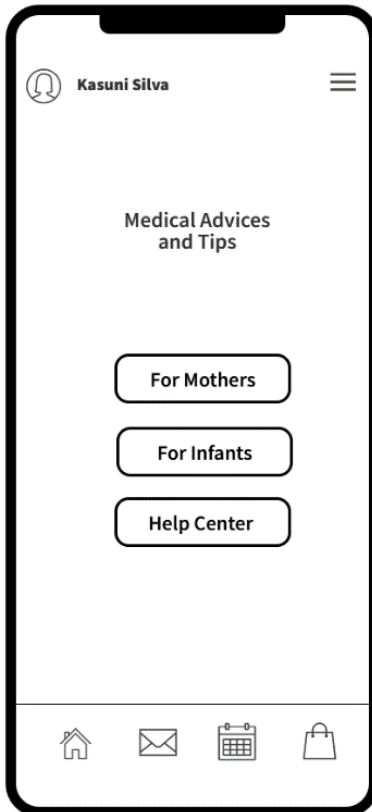 Kasuni Silva
Medical Advices
and Tips
For Mothers
For Infants
Help Center